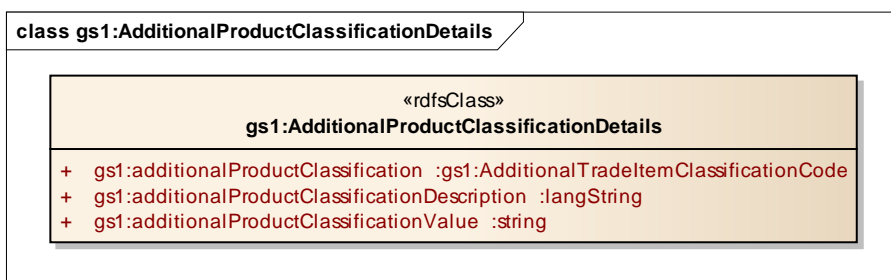 class gs1:AdditionalProductClassificationDetails
«rdfsClass»
gs1:AdditionalProductClassificationDetails
+ gs1:additionalProductClassification :gs1:AdditionalTradeItemClassificationCode
+ gs1:additionalProductClassificationDescription :langString
+ gs1:additionalProductClassificationValue :string